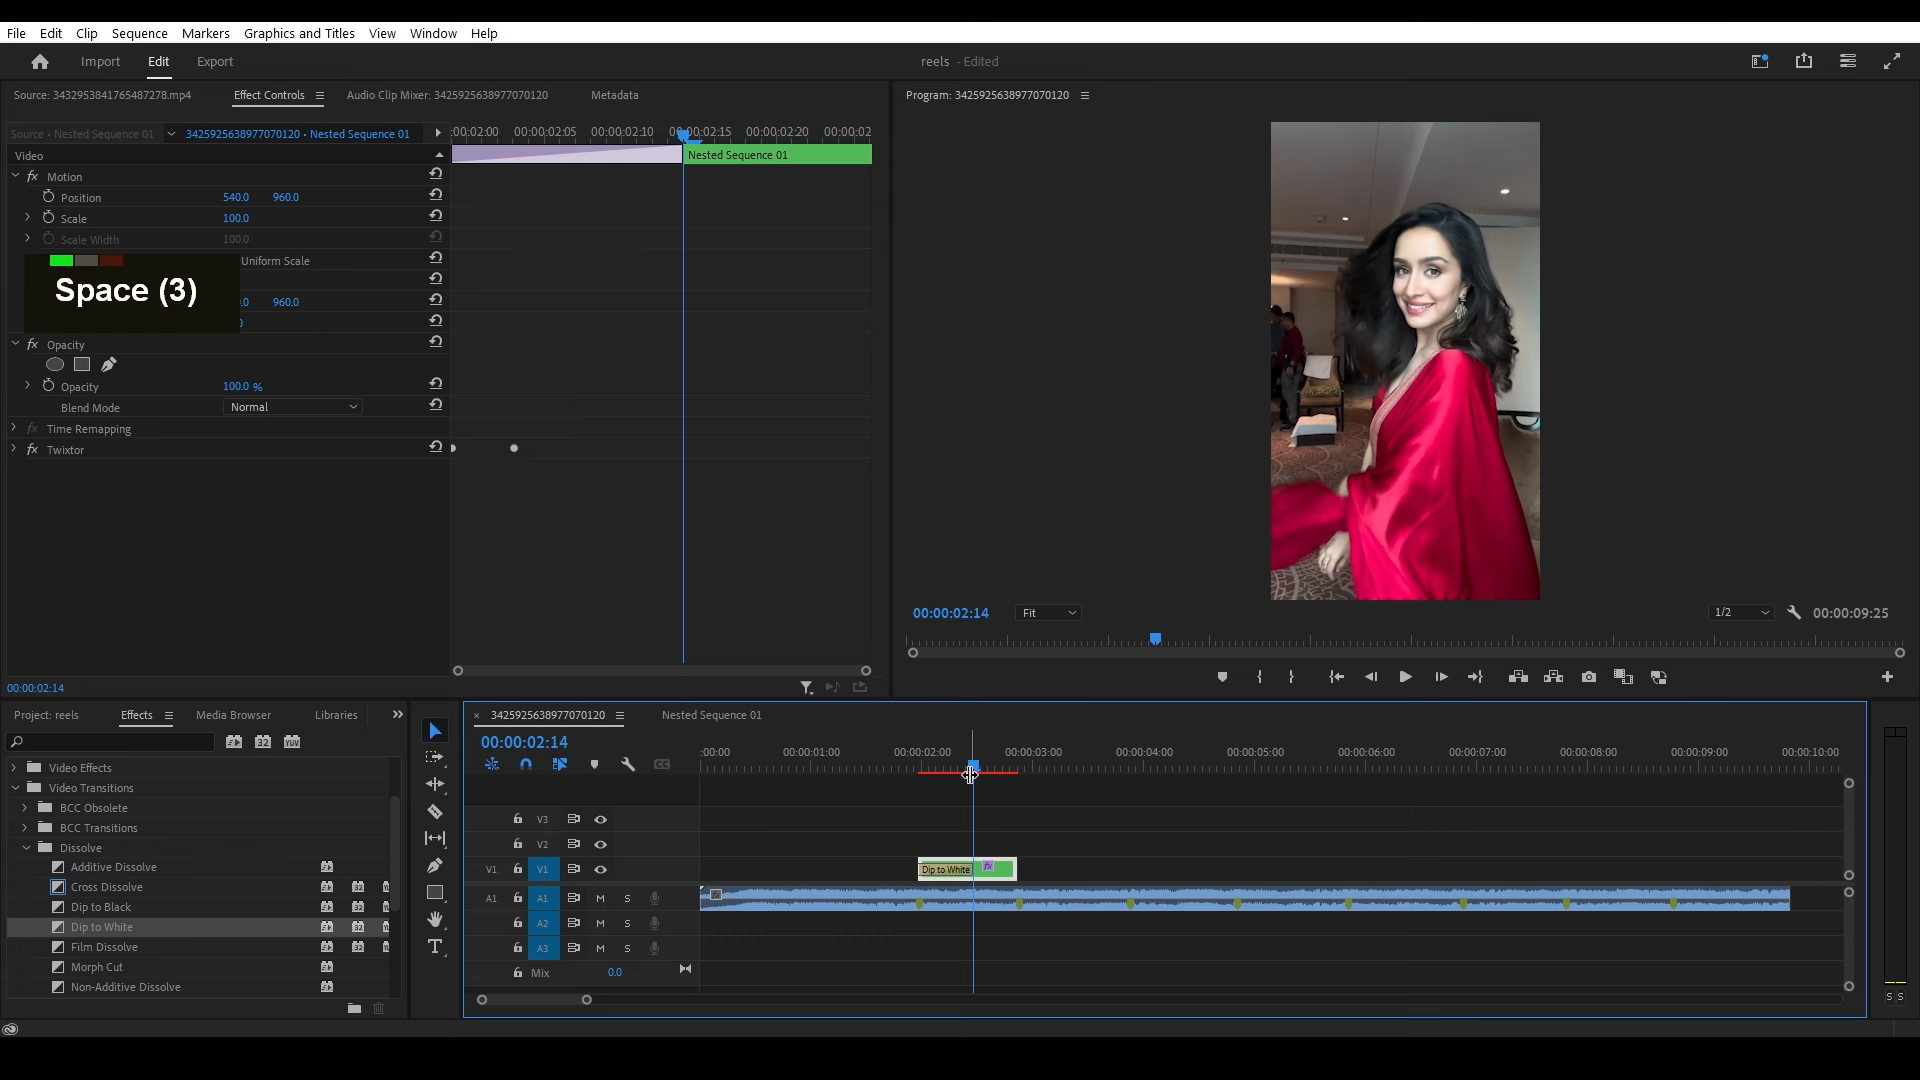 File Edit Clip Sequence Markers Graphics and Titles View Window Help
Import Edit Export
reels - Edited
Source: 3432953841765487278.mp4 Effect Controls Audio Clip Mixer: 3425925638977070120 Metadata
Program: 3425925638977070120
Source • Nested Sequence 01 3425925638977070120 • Nested Sequence 01
:00:02:00 00:00:02:05 00:00:02:10 00:00:02:15 00:00:02:20 00:00:02
Video
Nested Sequence 01
fx Motion
Position 540.0 960.0
Scale 100.0
Scale Width 100.0
Uniform Scale
Space (3)
.0 960.0
fx Opacity
Opacity 100.0 %
Blend Mode Normal
fx Time Remapping
fx Twixtor
00:00:02:14 Fit 1/2 00:00:09:25
00:00:02:14
Project: reels Effects Media Browser Libraries
Video Effects
Video Transitions
BCC Obsolete
BCC Transitions
Dissolve
Additive Dissolve
Cross Dissolve
Dip to Black
Dip to White
Film Dissolve
Morph Cut
Non-Additive Dissolve
3425925638977070120 Nested Sequence 01
00:00:02:14
:00:00 00:00:01:00 00:00:02:00 00:00:03:00 00:00:04:00 00:00:05:00 00:00:06:00 00:00:07:00 00:00:08:00 00:00:09:00 00:00:10:00
V3
V2
V1 V1 Dip to White fx
A1 A1 M S
A2 M S
A3 M S
Mix 0.0
S S